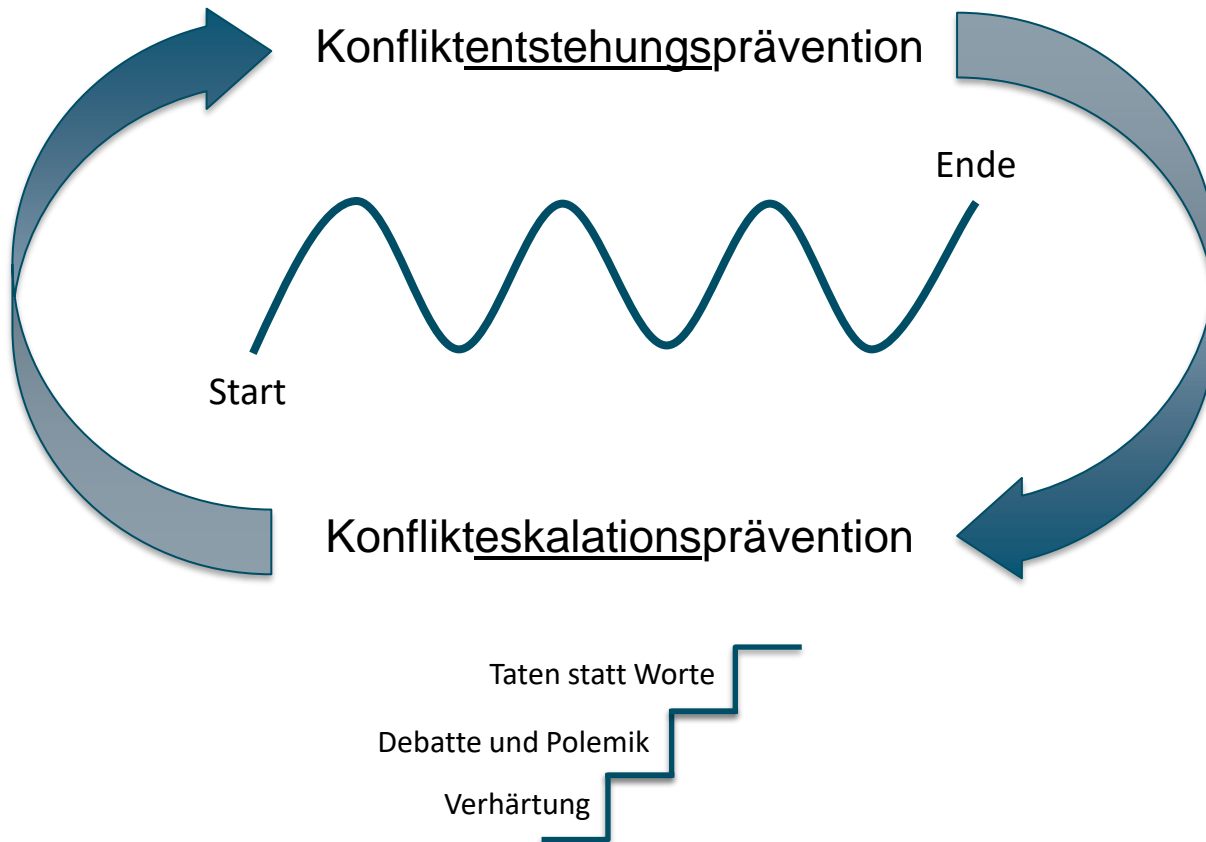 Konfliktentstehungsprävention
Ende
Start
Konflikteskalationsprävention
Taten statt Worte
Debatte und Polemik
Verhärtung